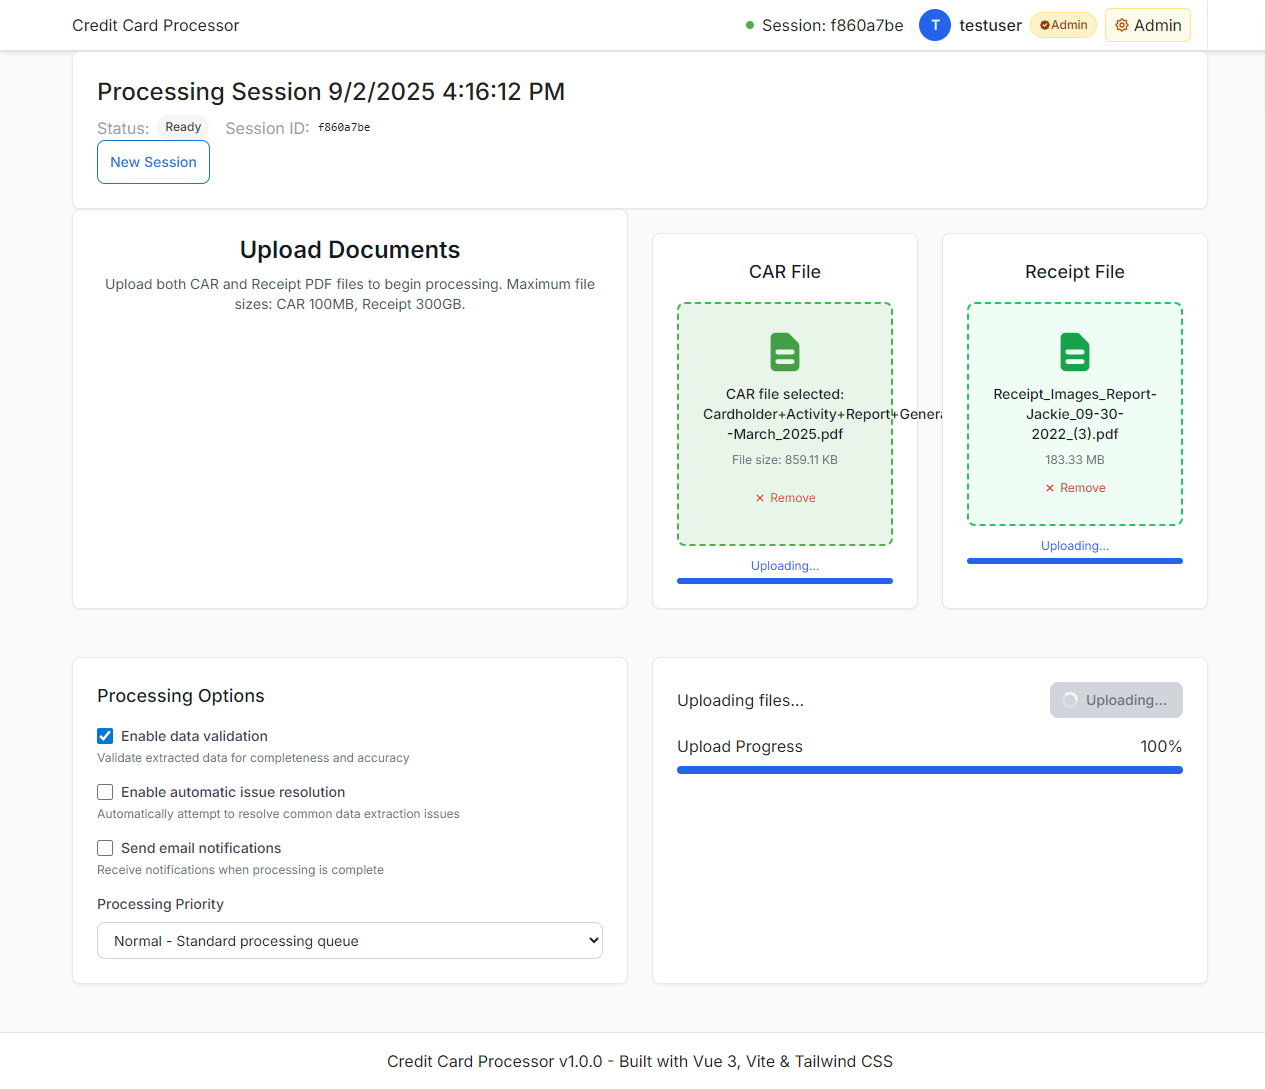 Credit Card Processor
Session: f860a7be
T
testuser
Admin
Admin
Processing Session 9/2/2025 4:16:12 PM
Status: Ready Session ID: f860a7be
New Session
Upload Documents
Upload both CAR and Receipt PDF files to begin processing. Maximum file
sizes: CAR 100MB, Receipt 300GB.
CAR File
CAR file selected:
Cardholder+Activity+Report+Genera
-March_2025.pdf
File size: 859.11 KB
× Remove
Uploading...
Receipt File
Receipt_Images_Report-
Jackie_09-30-
2022_(3).pdf
183.33 MB
× Remove
Uploading...
Processing Options
Enable data validation
Validate extracted data for completeness and accuracy
Enable automatic issue resolution
Automatically attempt to resolve common data extraction issues
Send email notifications
Receive notifications when processing is complete
Processing Priority
Normal - Standard processing queue
Uploading files...
Uploading...
Upload Progress
100%
Credit Card Processor v1.0.0 - Built with Vue 3, Vite & Tailwind CSS